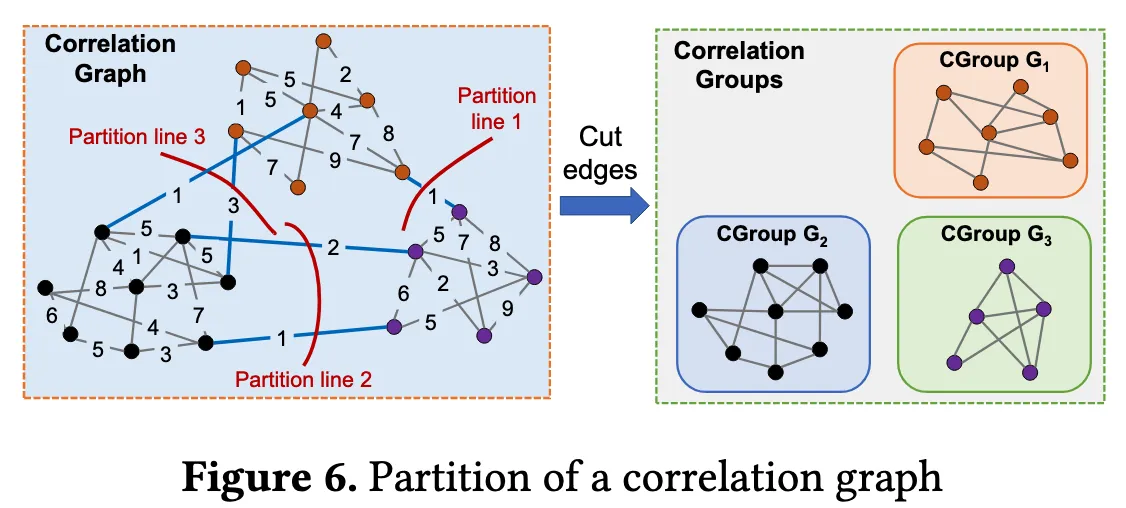 Correlation
Graph
5
2
5
1
4
8
7
9
7
Partition line 3
Partition
line 1
1
1
3
5
4
1
5
2
5
7
8
3
8
3
6
2
9
6
4
7
5
5
3
1
Partition line 2
Cut
edges
Correlation
Groups
CGroup G₁
CGroup G₂
CGroup G₃
Figure 6. Partition of a correlation graph